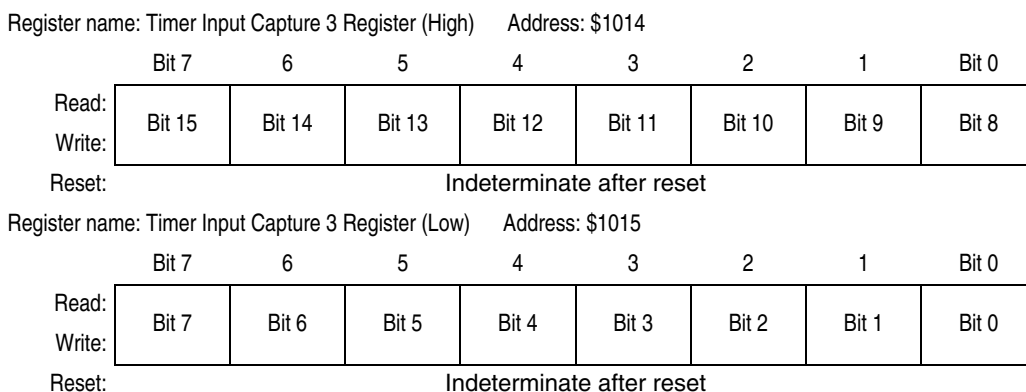 Register name: Timer Input Capture 3 Register (High) Address: $1014
Bit 7 6 5 4 3 2 1 Bit 0
Read:
Bit 15 Bit 14 Bit 13 Bit 12 Bit 11 Bit 10 Bit 9 Bit 8
Write:
Reset: Indeterminate after reset
Register name: Timer Input Capture 3 Register (Low) Address: $1015
Bit 7 6 5 4 3 2 1 Bit 0
Read:
Bit 7 Bit 6 Bit 5 Bit 4 Bit 3 Bit 2 Bit 1 Bit 0
Write:
Reset: Indeterminate after reset